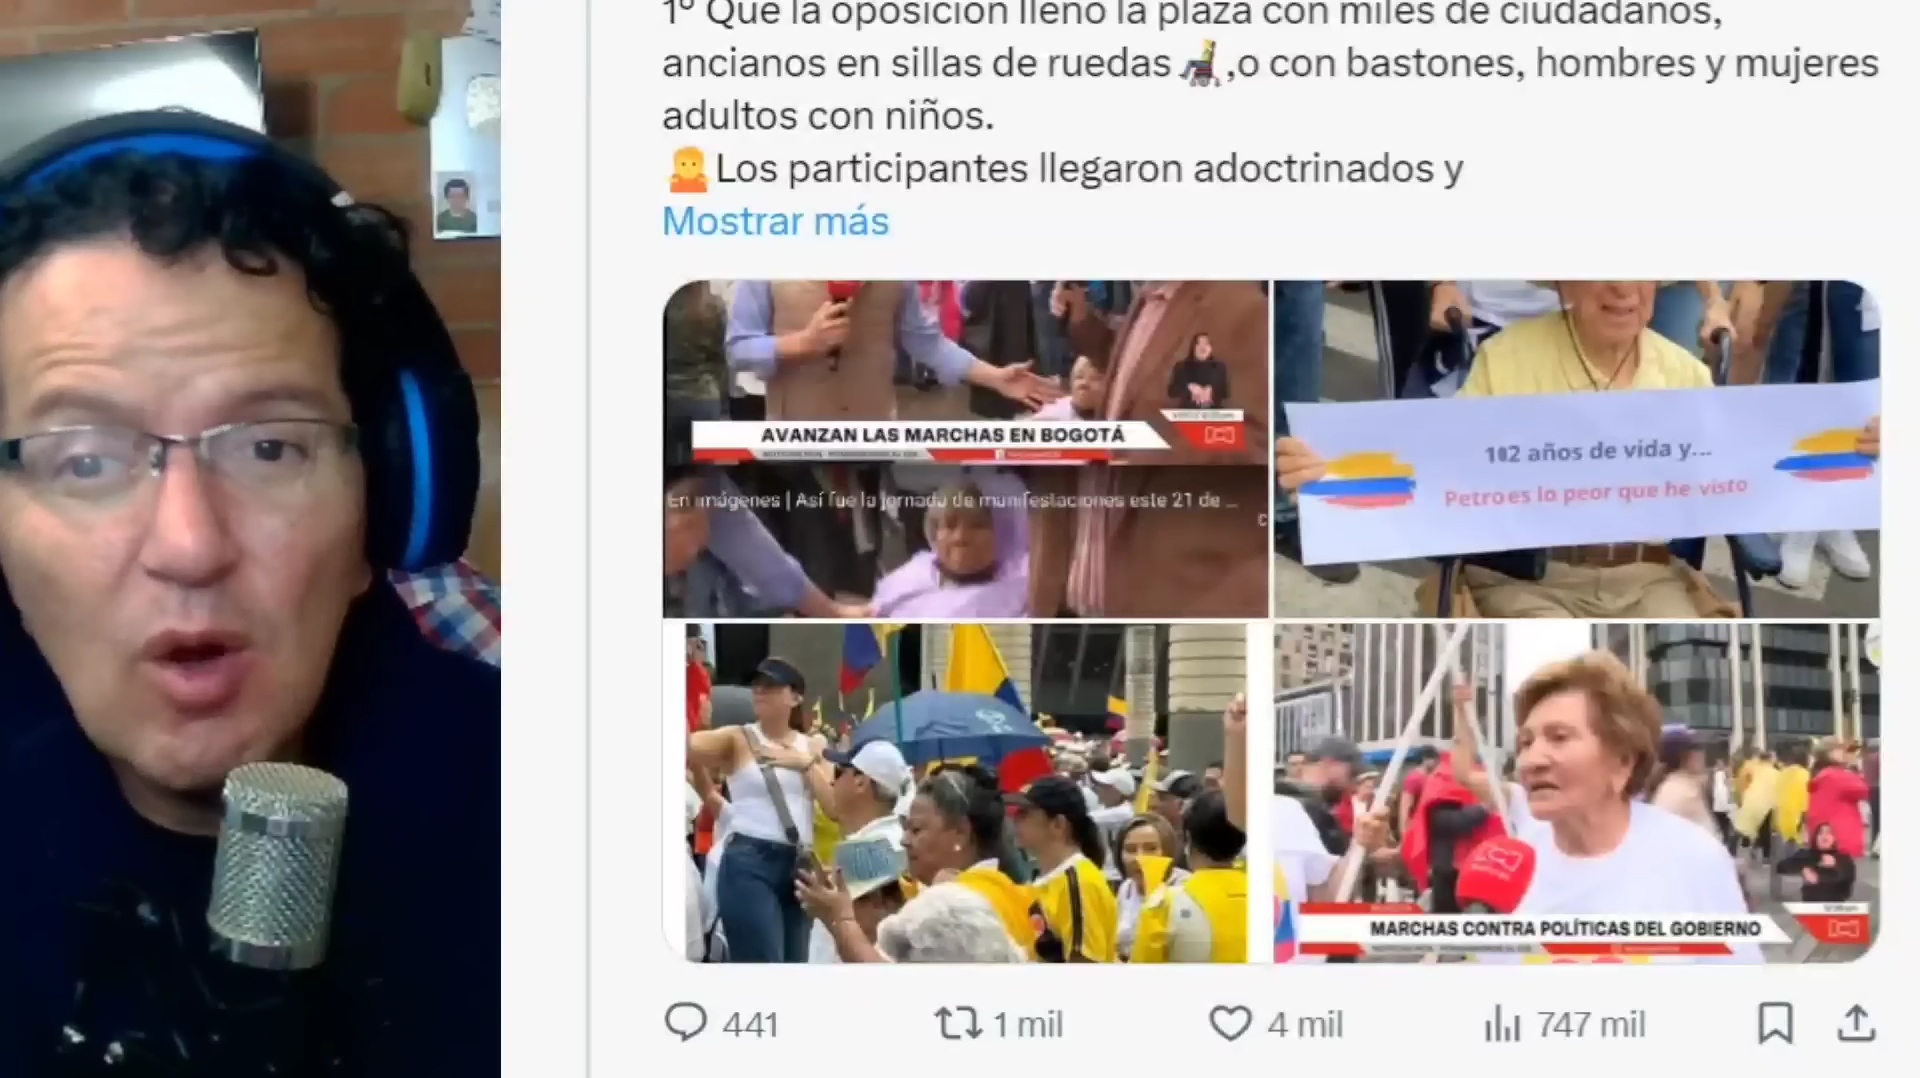 1º Que la oposición llenó la plaza con miles de ciudadanos,
ancianos en sillas de ruedas 👨‍🦽,o con bastones, hombres y mujeres
adultos con niños.
🤷Los participantes llegaron adoctrinados y
Mostrar más
AVANZAN LAS MARCHAS EN BOGOTÁ
En imágenes | Así fue la jornada de manifestaciones este 21 de ...
102 años de vida y...
Petro es lo peor que he visto
MARCHAS CONTRA POLÍTICAS DEL GOBIERNO
441
1 mil
4 mil
747 mil